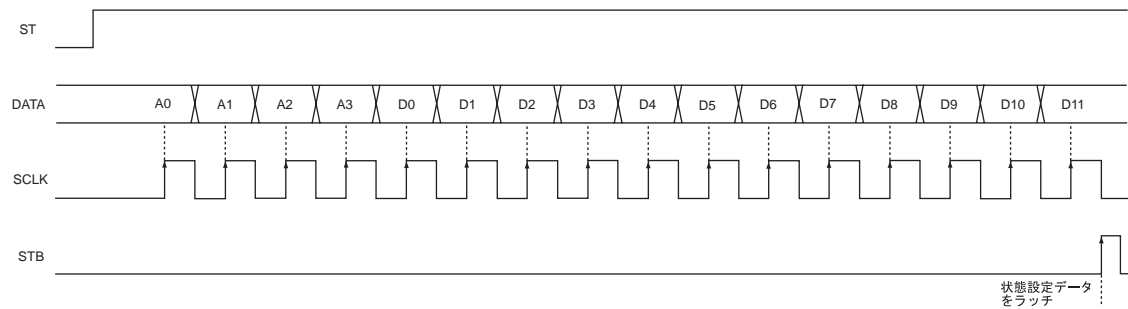 ST
DATA
A0 A1 A2 A3 D0 D1 D2 D3 D4 D5 D6 D7 D8 D9 D10 D11
SCLK
STB
状態設定データ
をラッチ